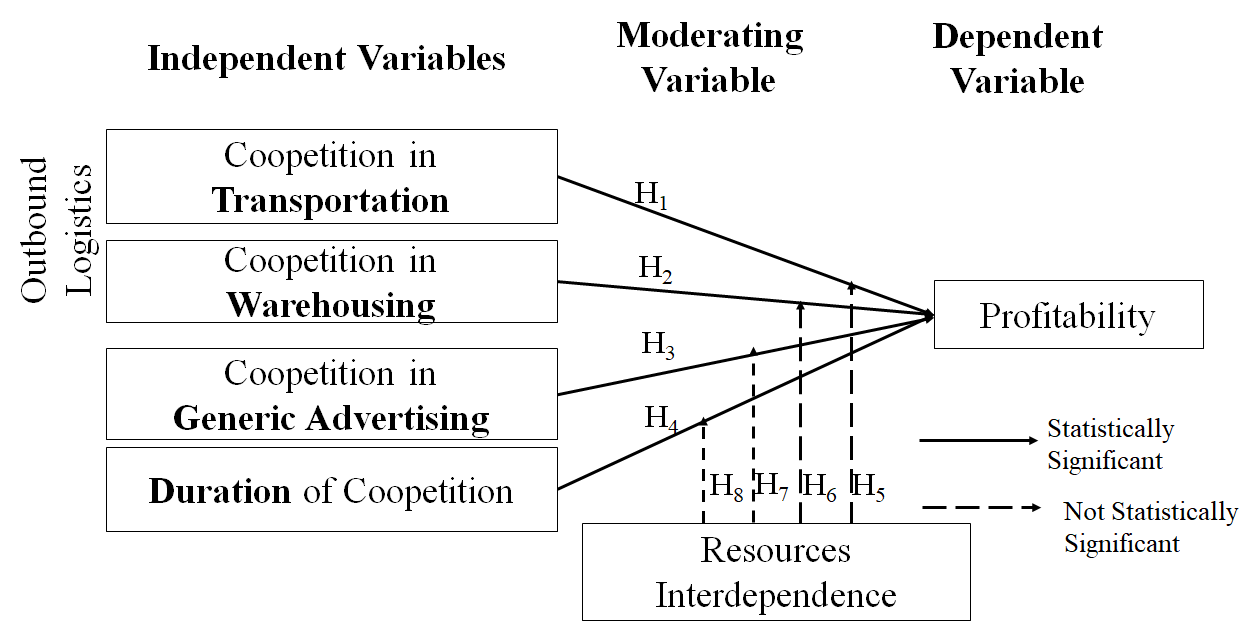 Independent Variables
Moderating
Variable
Dependent
Variable
Outbound
Logistics
Coopetition in
Transportation
Coopetition in
Warehousing
Coopetition in
Generic Advertising
Duration of Coopetition
H₁
H₂
H₃
H₄
Profitability
H₈
H₇
H₆
H₅
Resources
Interdependence
Statistically
Significant
Not Statistically
Significant